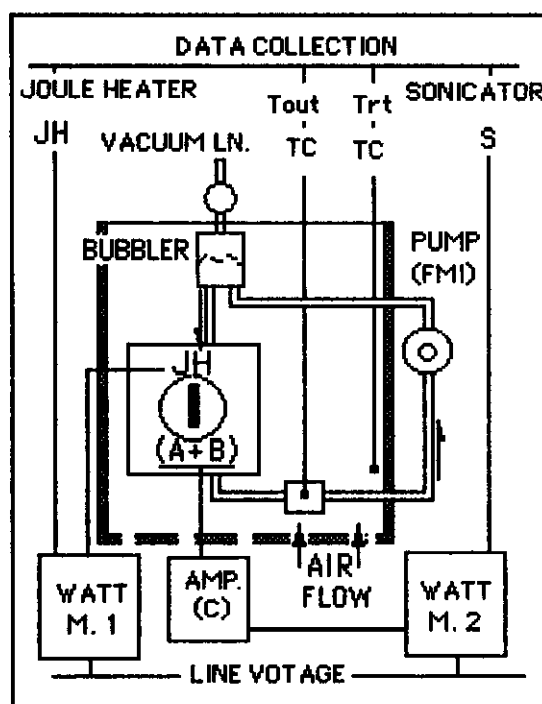 DATA COLLECTION
JOULE HEATER
Tout
Trt
SONICATOR
JH
VACUUM LN.
TC
TC
S
BUBBLER
PUMP
(FM1)
JH
(A+B)
AIR
FLOW
WATT
M. 1
AMP.
(C)
WATT
M. 2
LINE VOTAGE